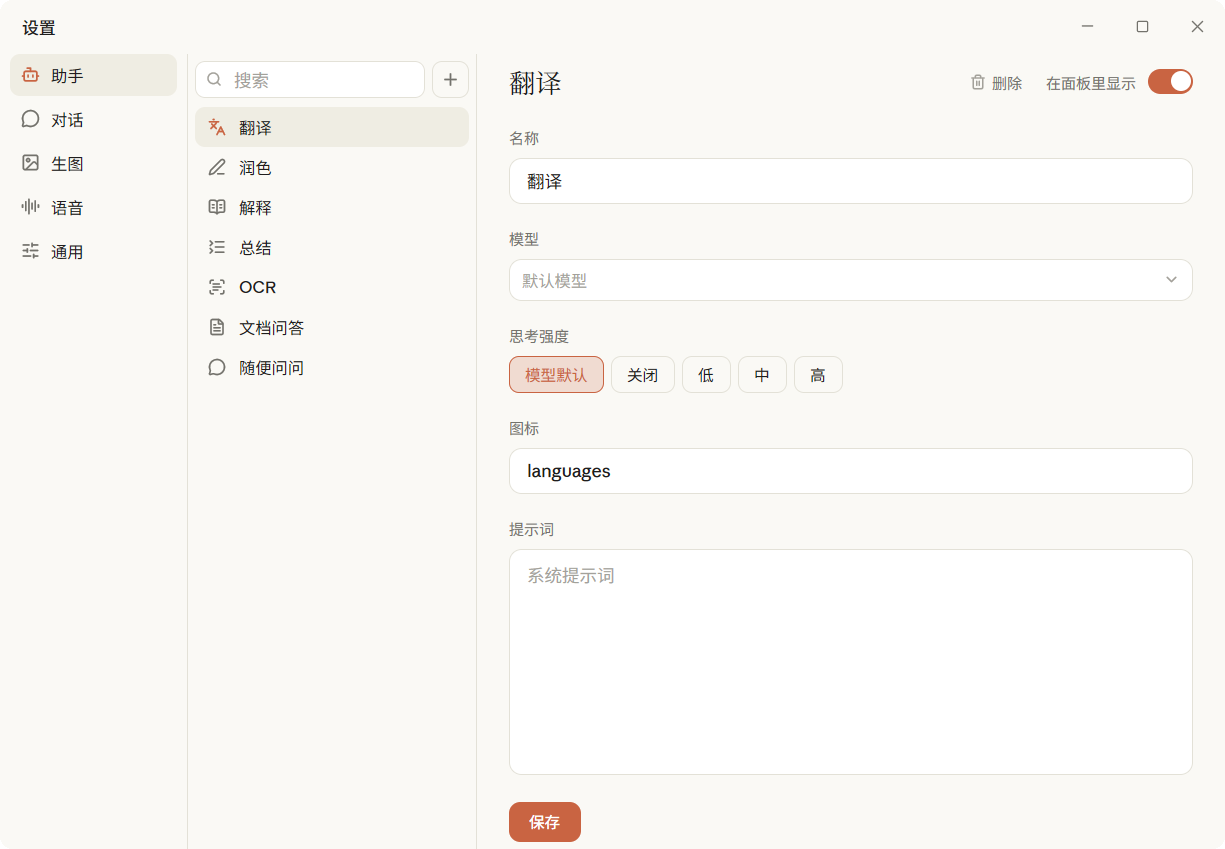 设置
助手
对话
生图
语音
通用
搜索
翻译
润色
解释
总结
OCR
文档问答
随便问问
翻译
删除
在面板里显示
名称
翻译
模型
默认模型
思考强度
模型默认 关闭 低 中 高
图标
languages
提示词
系统提示词
保存